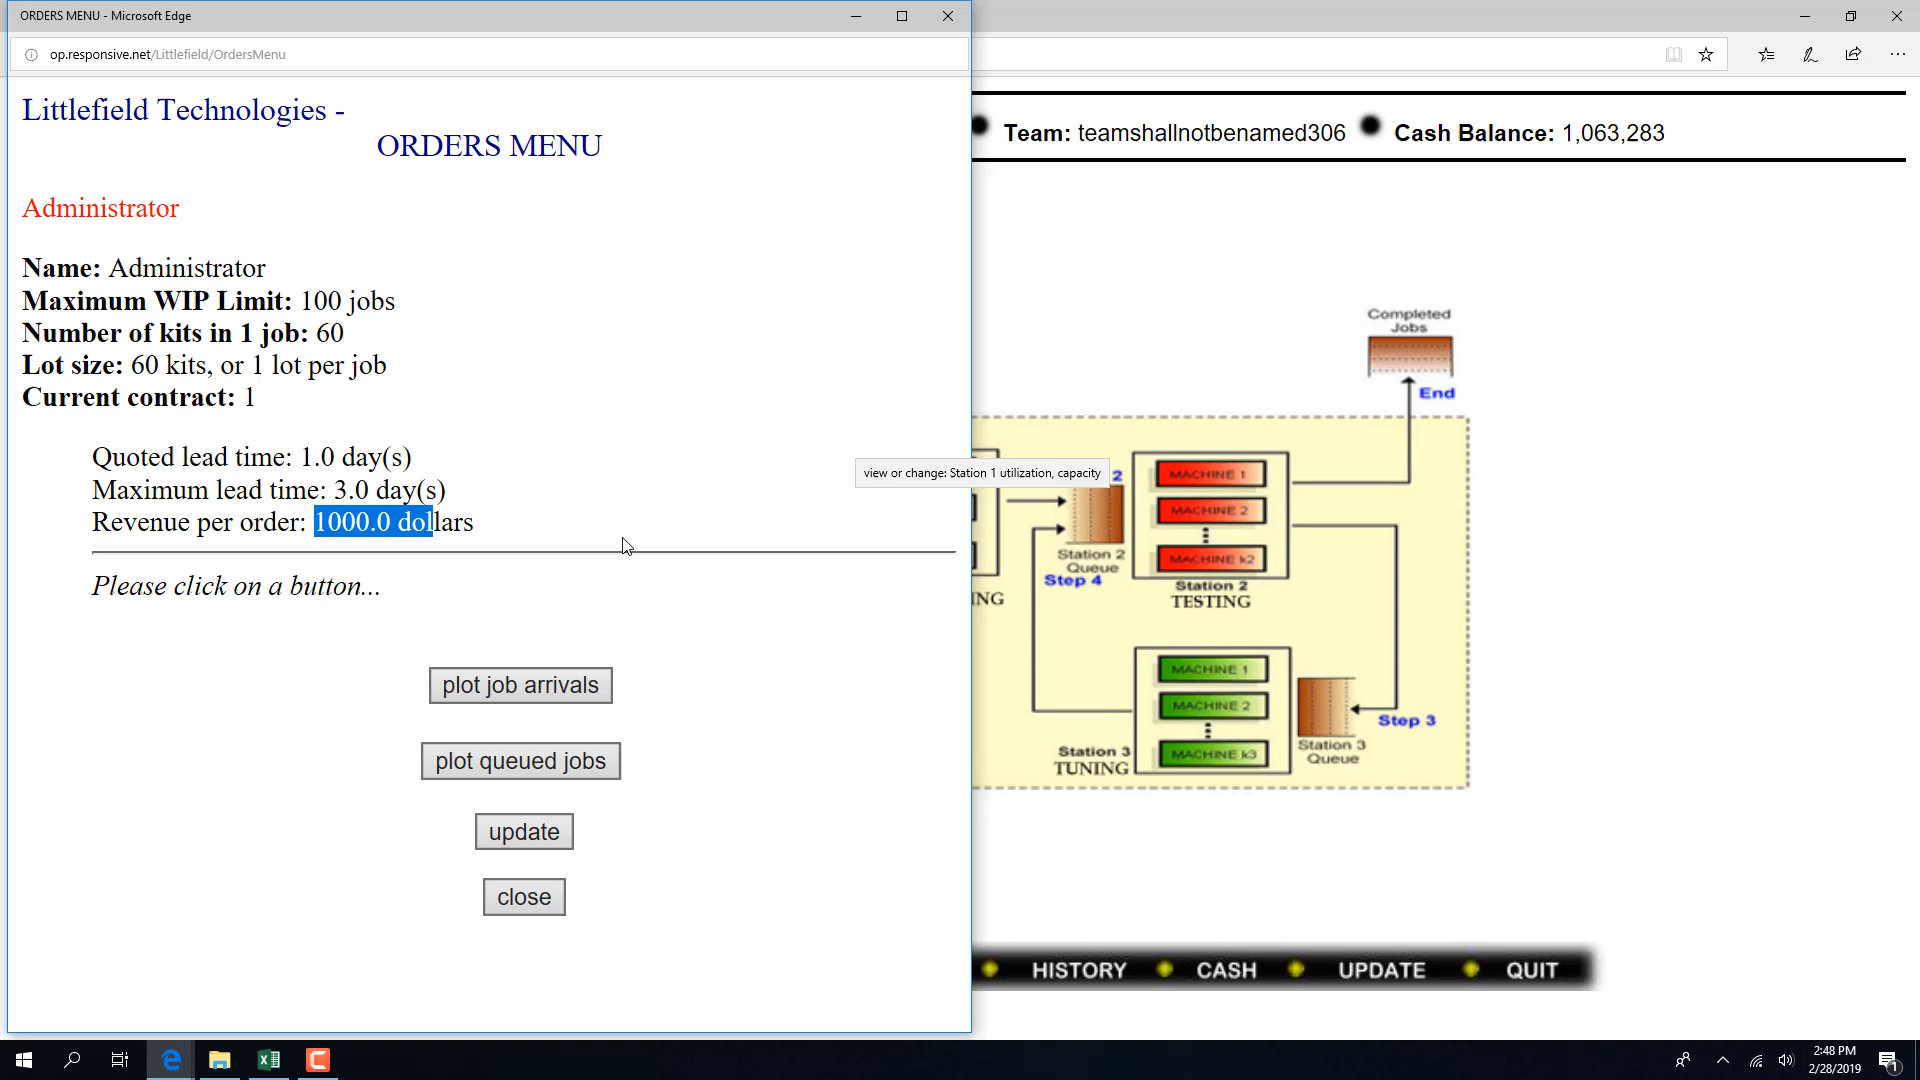 ORDERS MENU - Microsoft Edge
op.responsive.net/Littlefield/OrdersMenu
Littlefield Technologies -
ORDERS MENU
Administrator
Name: Administrator
Maximum WIP Limit: 100 jobs
Number of kits in 1 job: 60
Lot size: 60 kits, or 1 lot per job
Current contract: 1
Quoted lead time: 1.0 day(s)
Maximum lead time: 3.0 day(s)
Revenue per order: 1000.0 dollars
Please click on a button...
plot job arrivals
plot queued jobs
update
close
Team: teamshallnotbenamed306 Cash Balance: 1,063,283
Completed
Jobs
End
view or change: Station 1 utilization, capacity
2
MACHINE 1
MACHINE 2
MACHINE k2
Station 2
Queue
Step 4
Station 2
TESTING
ING
MACHINE 1
MACHINE 2
MACHINE k3
Station 3
TUNING
Step 3
Station 3
Queue
HISTORY CASH UPDATE QUIT
2:48 PM
2/28/2019
1